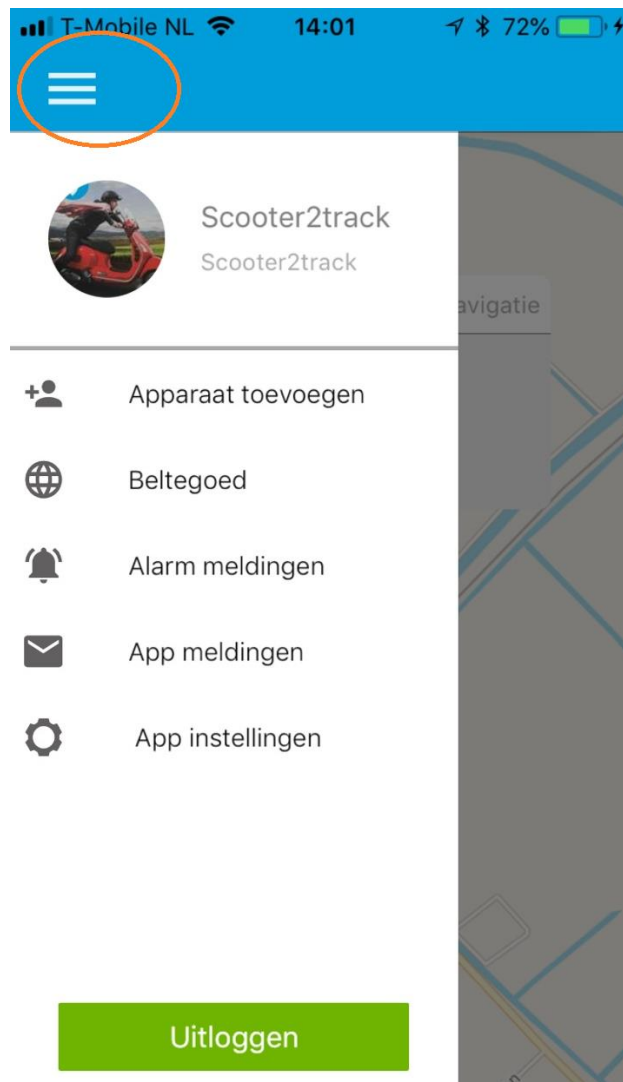 T-Mobile NL 14:01 72%
Scooter2track
Scooter2track
avigatie
Apparaat toevoegen
Beltegoed
Alarm meldingen
App meldingen
App instellingen
Uitloggen